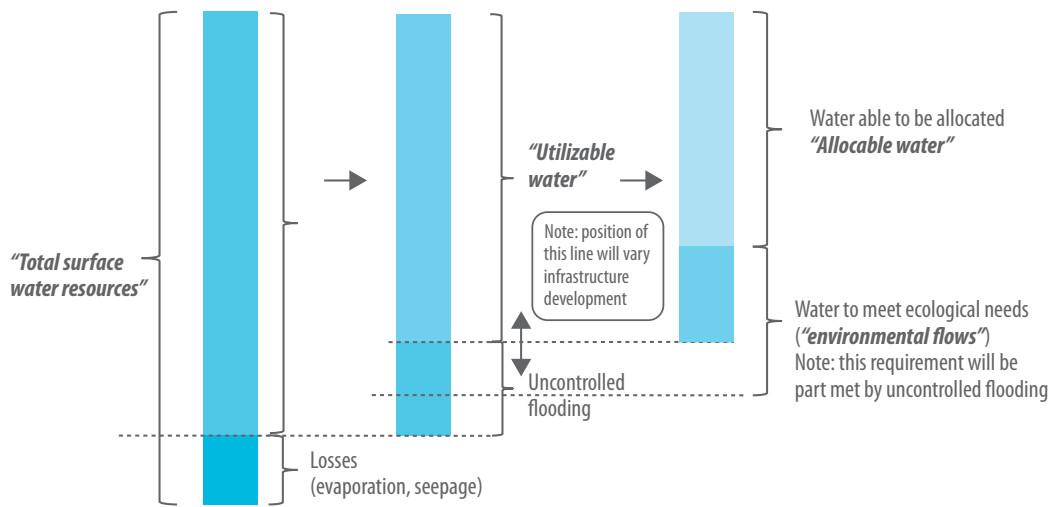 “Total surface
water resources”
Losses
(evaporation, seepage)
“Utilizable
water”
Note: position of
this line will vary
infrastructure
development
Uncontrolled
flooding
Water able to be allocated
“Allocable water”
Water to meet ecological needs
(“environmental flows”)
Note: this requirement will be
part met by uncontrolled flooding